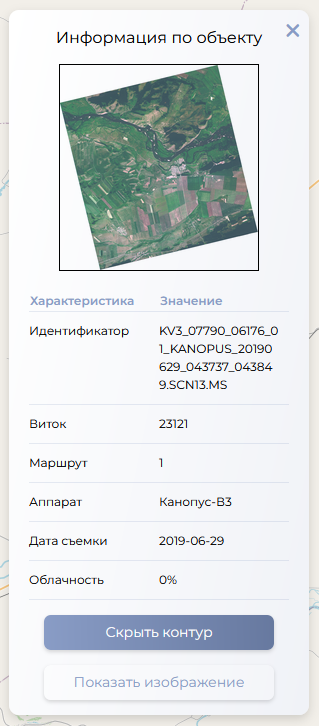 Информация по объекту
Характеристика Значение
Идентификатор KV3_07790_06176_0
1_KANOPUS_20190
629_043737_04384
9.SCN13.MS
Виток 23121
Маршрут 1
Аппарат Канопус-В3
Дата съемки 2019-06-29
Облачность 0%
Скрыть контур
Показать изображение